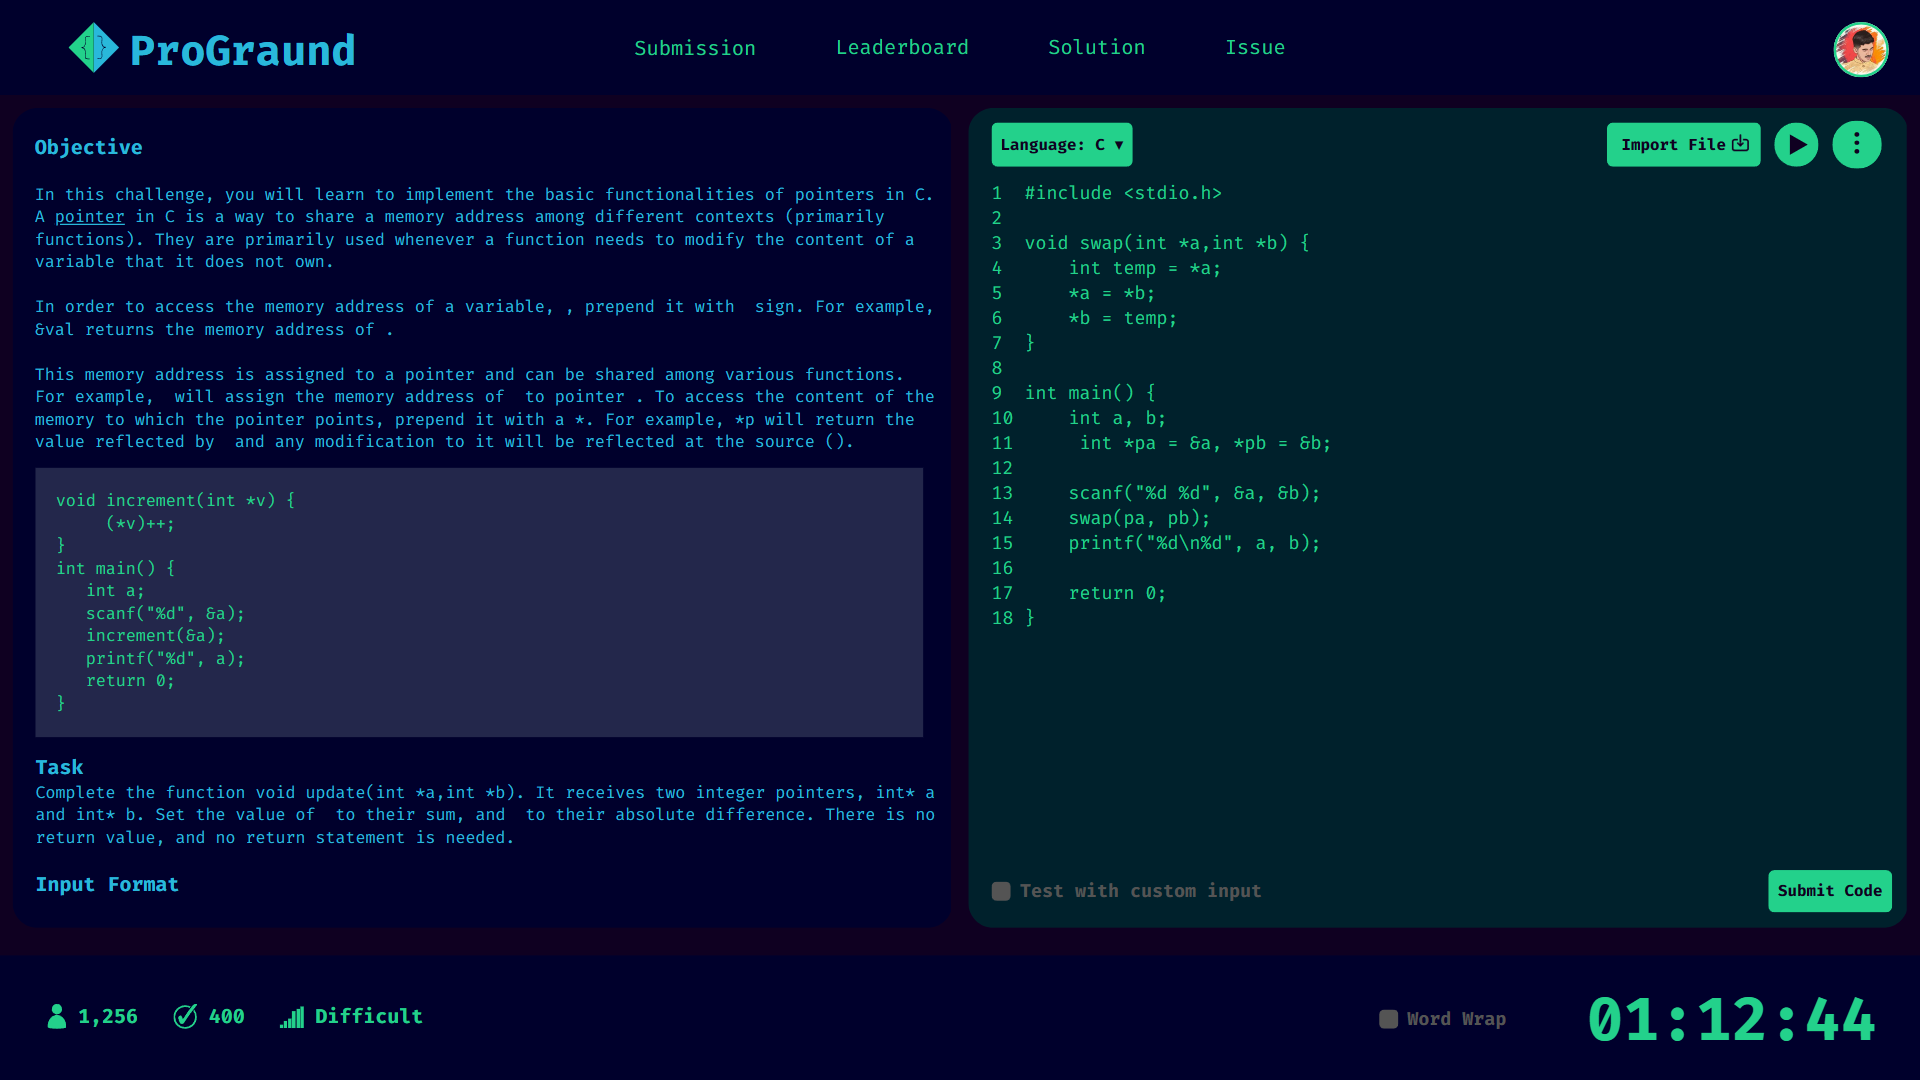 ProGraund
Submission Leaderboard Solution Issue
Objective
In this challenge, you will learn to implement the basic functionalities of pointers in C.
A pointer in C is a way to share a memory address among different contexts (primarily
functions). They are primarily used whenever a function needs to modify the content of a
variable that it does not own.
In order to access the memory address of a variable, , prepend it with  sign. For example,
&val returns the memory address of .
This memory address is assigned to a pointer and can be shared among various functions.
For example,  will assign the memory address of  to pointer . To access the content of the
memory to which the pointer points, prepend it with a *. For example, *p will return the
value reflected by  and any modification to it will be reflected at the source ().
void increment(int *v) {
     (*v)++;
}
int main() {
   int a;
   scanf("%d", &a);
   increment(&a);
   printf("%d", a);
   return 0;
}
Task
Complete the function void update(int *a,int *b). It receives two integer pointers, int* a
and int* b. Set the value of  to their sum, and  to their absolute difference. There is no
return value, and no return statement is needed.
Input Format
Language: C ▼
Import File
1 #include <stdio.h>
2
3 void swap(int *a,int *b) {
4     int temp = *a;
5     *a = *b;
6     *b = temp;
7 }
8
9 int main() {
10     int a, b;
11      int *pa = &a, *pb = &b;
12
13     scanf("%d %d", &a, &b);
14     swap(pa, pb);
15     printf("%d\n%d", a, b);
16
17     return 0;
18 }
Test with custom input
Submit Code
1,256 400 Difficult
Word Wrap
01:12:44